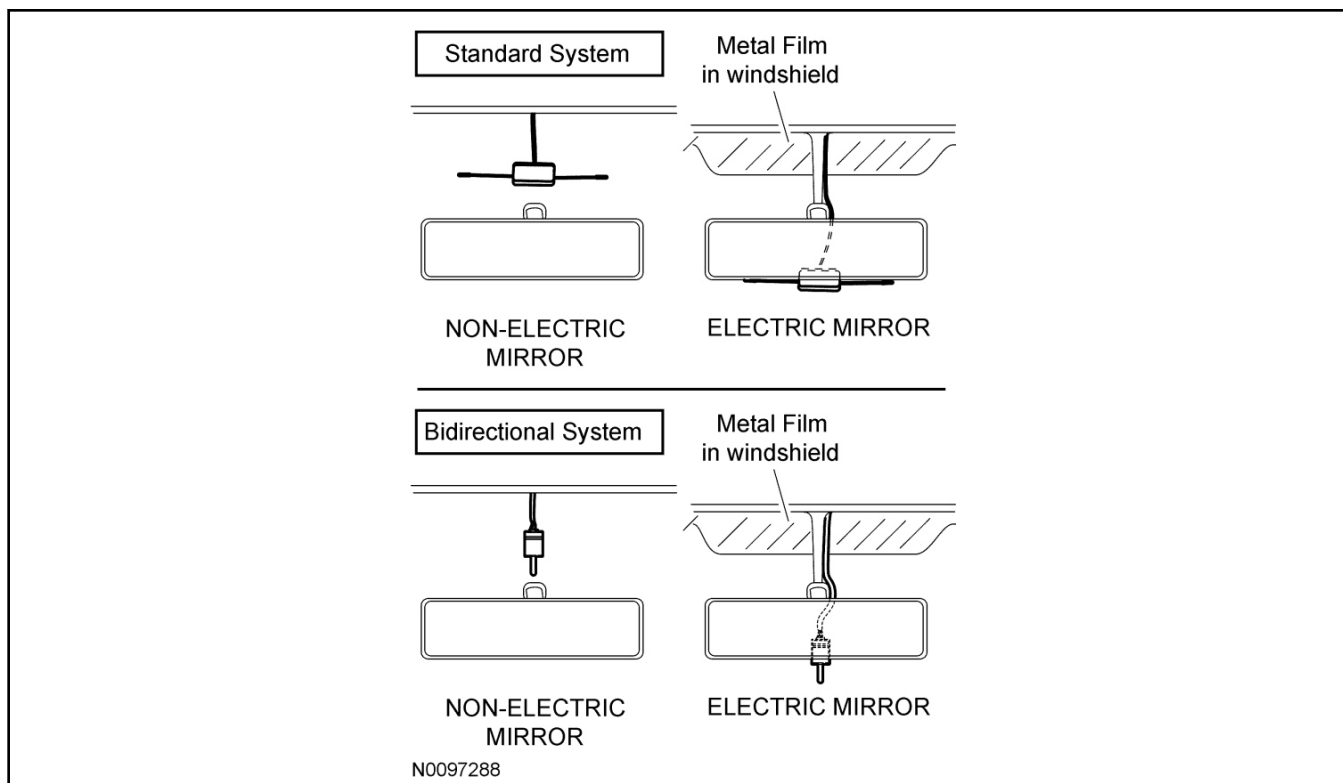 Standard System
Metal Film
in windshield
NON-ELECTRIC
MIRROR
ELECTRIC MIRROR
Bidirectional System
Metal Film
in windshield
NON-ELECTRIC
MIRROR
ELECTRIC MIRROR
N0097288